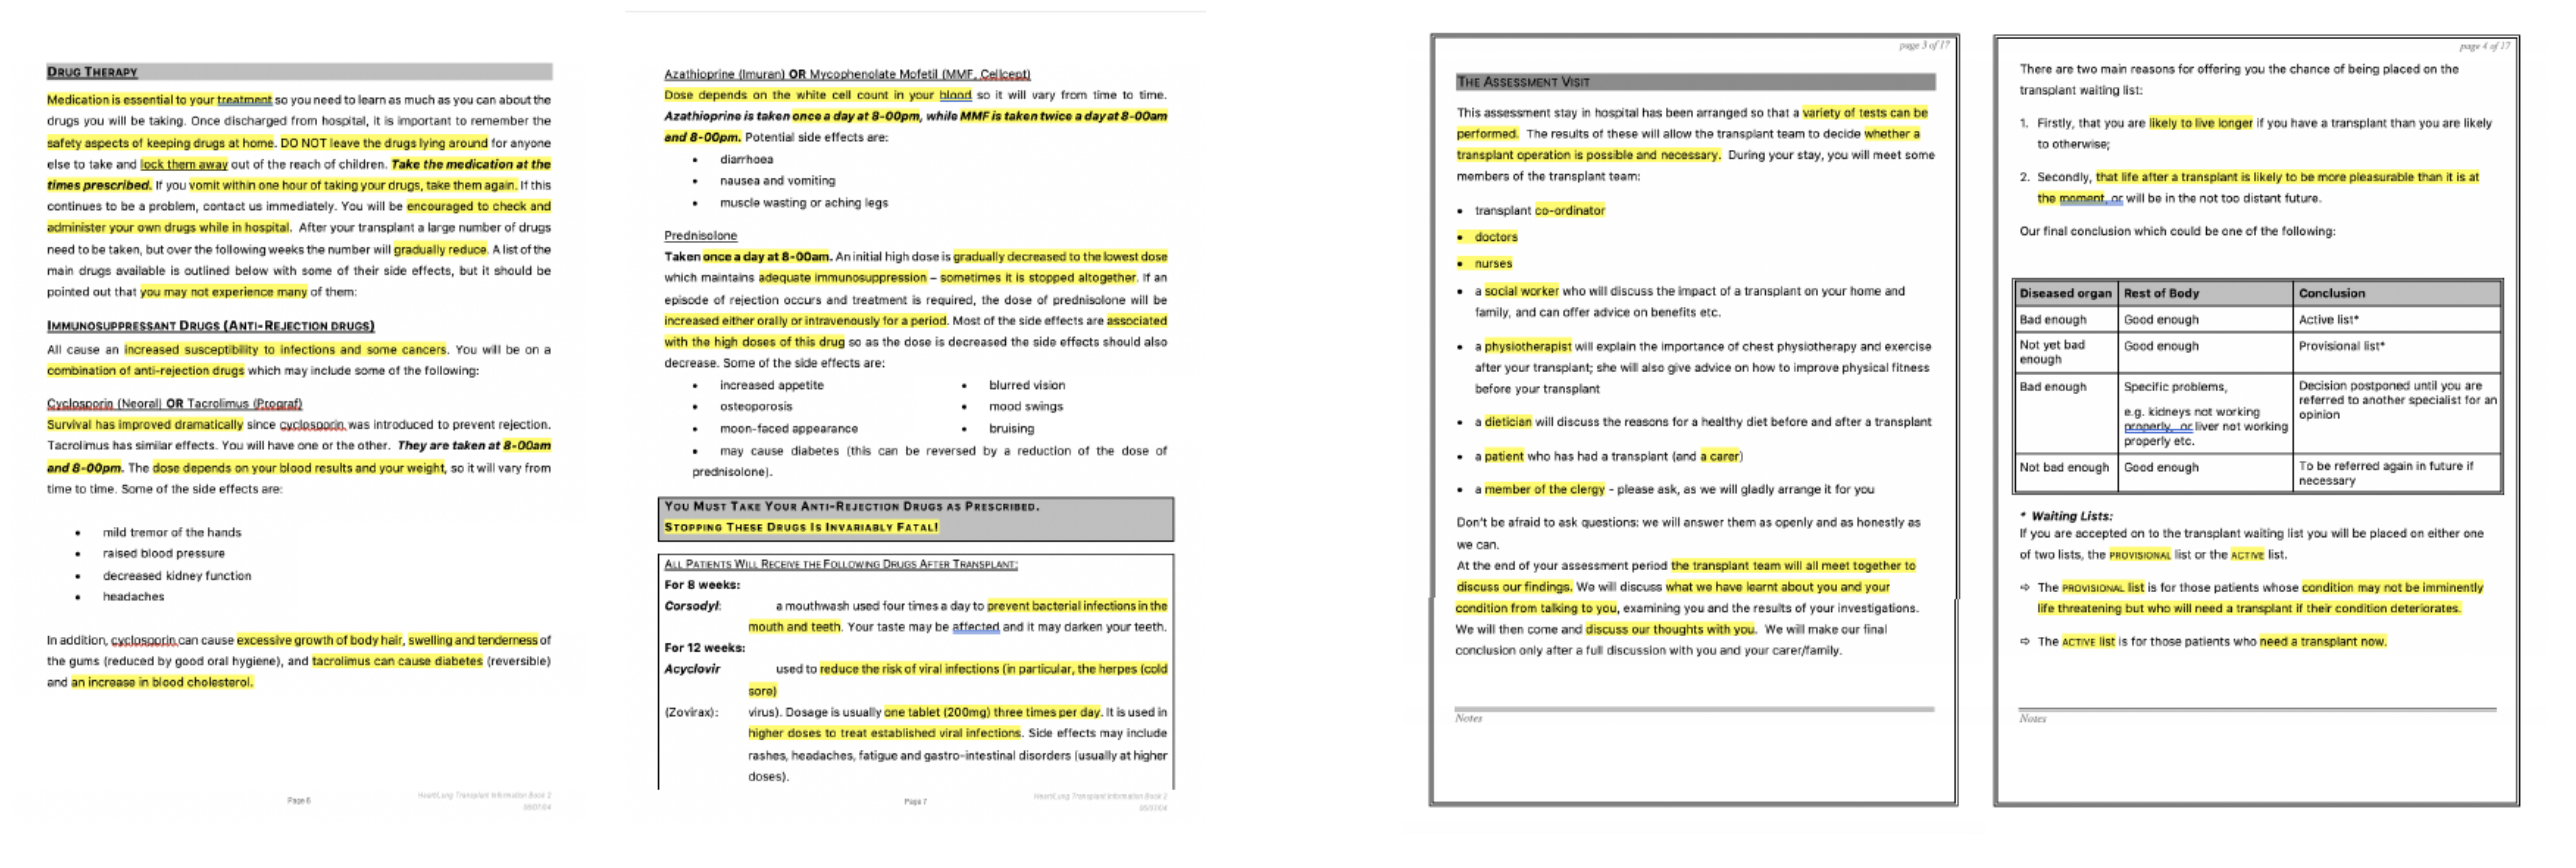 DRUG THERAPY
Medication is essential to your treatment so you need to learn as much as you can about the
drugs you will be taking. Once discharged from hospital, it is important to remember the
safety aspects of keeping drugs at home. DO NOT leave the drugs lying around for anyone
else to take and lock them away out of the reach of children. Take the medication at the
times prescribed. If you vomit within one hour of taking your drugs, take them again. If this
continues to be a problem, contact us immediately. You will be encouraged to check and
administer your own drugs while in hospital. After your transplant a large number of drugs
need to be taken, but over the following weeks the number will gradually reduce. A list of the
main drugs available is outlined below with some of their side effects, but it should be
pointed out that you may not experience many of them:
IMMUNOSUPPRESSANT DRUGS (ANTI-REJECTION DRUGS)
All cause an increased susceptibility to infections and some cancers. You will be on a
combination of anti-rejection drugs which may include some of the following:
Cyclosporin (Neoral) OR Tacrolimus (Prograf)
Survival has improved dramatically since cyclosporin was introduced to prevent rejection.
Tacrolimus has similar effects. You will have one or the other. They are taken at 8-00am
and 8-00pm. The dose depends on your blood results and your weight, so it will vary from
time to time. Some of the side effects are:
• mild tremor of the hands
• raised blood pressure
• decreased kidney function
• headaches
In addition, cyclosporin can cause excessive growth of body hair, swelling and tenderness of
the gums (reduced by good oral hygiene), and tacrolimus can cause diabetes (reversible)
and an increase in blood cholesterol.
Page 6
Heart/Lung Transplant Information Book 2
08/07/04
Azathioprine (Imuran) OR Mycophenolate Mofetil (MMF, Cellcept)
Dose depends on the white cell count in your blood so it will vary from time to time.
Azathioprine is taken once a day at 8-00pm, while MMF is taken twice a day at 8-00am
and 8-00pm. Potential side effects are:
• diarrhoea
• nausea and vomiting
• muscle wasting or aching legs
Prednisolone
Taken once a day at 8-00am. An initial high dose is gradually decreased to the lowest dose
which maintains adequate immunosuppression – sometimes it is stopped altogether. If an
episode of rejection occurs and treatment is required, the dose of prednisolone will be
increased either orally or intravenously for a period. Most of the side effects are associated
with the high doses of this drug so as the dose is decreased the side effects should also
decrease. Some of the side effects are:
• increased appetite • blurred vision
• osteoporosis • mood swings
• moon-faced appearance • bruising
• may cause diabetes (this can be reversed by a reduction of the dose of
prednisolone).
YOU MUST TAKE YOUR ANTI-REJECTION DRUGS AS PRESCRIBED.
STOPPING THESE DRUGS IS INVARIABLY FATAL!
ALL PATIENTS WILL RECEIVE THE FOLLOWING DRUGS AFTER TRANSPLANT:
For 8 weeks:
Corsodyl: a mouthwash used four times a day to prevent bacterial infections in the
mouth and teeth. Your taste may be affected and it may darken your teeth.
For 12 weeks:
Acyclovir used to reduce the risk of viral infections (in particular, the herpes (cold
sore)
(Zovirax): virus). Dosage is usually one tablet (200mg) three times per day. It is used in
higher doses to treat established viral infections. Side effects may include
rashes, headaches, fatigue and gastro-intestinal disorders (usually at higher
doses).
Page 7
Heart/Lung Transplant Information Book 2
08/07/04
page 3 of 17
THE ASSESSMENT VISIT
This assessment stay in hospital has been arranged so that a variety of tests can be
performed. The results of these will allow the transplant team to decide whether a
transplant operation is possible and necessary. During your stay, you will meet some
members of the transplant team:
• transplant co-ordinator
• doctors
• nurses
• a social worker who will discuss the impact of a transplant on your home and
family, and can offer advice on benefits etc.
• a physiotherapist will explain the importance of chest physiotherapy and exercise
after your transplant; she will also give advice on how to improve physical fitness
before your transplant
• a dietician will discuss the reasons for a healthy diet before and after a transplant
• a patient who has had a transplant (and a carer)
• a member of the clergy - please ask, as we will gladly arrange it for you
Don't be afraid to ask questions: we will answer them as openly and as honestly as
we can.
At the end of your assessment period the transplant team will all meet together to
discuss our findings. We will discuss what we have learnt about you and your
condition from talking to you, examining you and the results of your investigations.
We will then come and discuss our thoughts with you. We will make our final
conclusion only after a full discussion with you and your carer/family.
Notes
page 4 of 17
There are two main reasons for offering you the chance of being placed on the
transplant waiting list:
1. Firstly, that you are likely to live longer if you have a transplant than you are likely
to otherwise;
2. Secondly, that life after a transplant is likely to be more pleasurable than it is at
the moment, or will be in the not too distant future.
Our final conclusion which could be one of the following:
Diseased organ Rest of Body Conclusion
Bad enough Good enough Active list*
Not yet bad enough Good enough Provisional list*
Bad enough Specific problems, Decision postponed until you are
referred to another specialist for an
opinion
e.g. kidneys not working
properly, or liver not working
properly etc.
Not bad enough Good enough To be referred again in future if
necessary
* Waiting Lists:
If you are accepted on to the transplant waiting list you will be placed on either one
of two lists, the PROVISIONAL list or the ACTIVE list.
⇨ The PROVISIONAL list is for those patients whose condition may not be imminently
life threatening but who will need a transplant if their condition deteriorates.
⇨ The ACTIVE list is for those patients who need a transplant now.
Notes